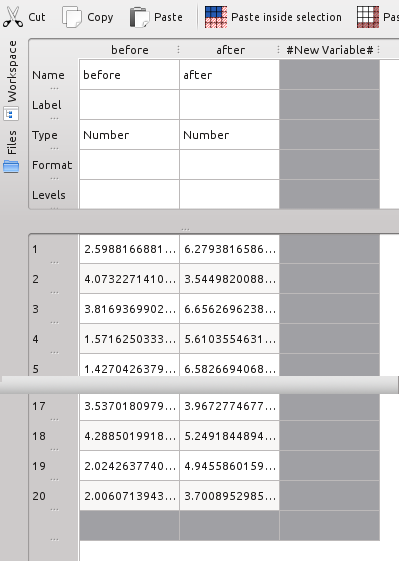 Cut Copy Paste Paste inside selection Pas
Workspace
Files
before after #New Variable#
Name before after
...
Label
...
Type Number Number
...
Format
...
Levels
...
...
1 2.5988166881... 6.2793816586...
...
2 4.0732271410... 3.5449820088...
...
3 3.8169369902... 6.6562696238...
...
4 1.5716250333... 5.6103554631...
...
5 1.4270426379... 6.5826694068...
17 3.5370180979... 3.9672774677...
...
18 4.2885019918... 5.2491844894...
...
19 2.0242637740... 4.9455860159...
...
20 2.0060713943... 3.7008952985...
...
...